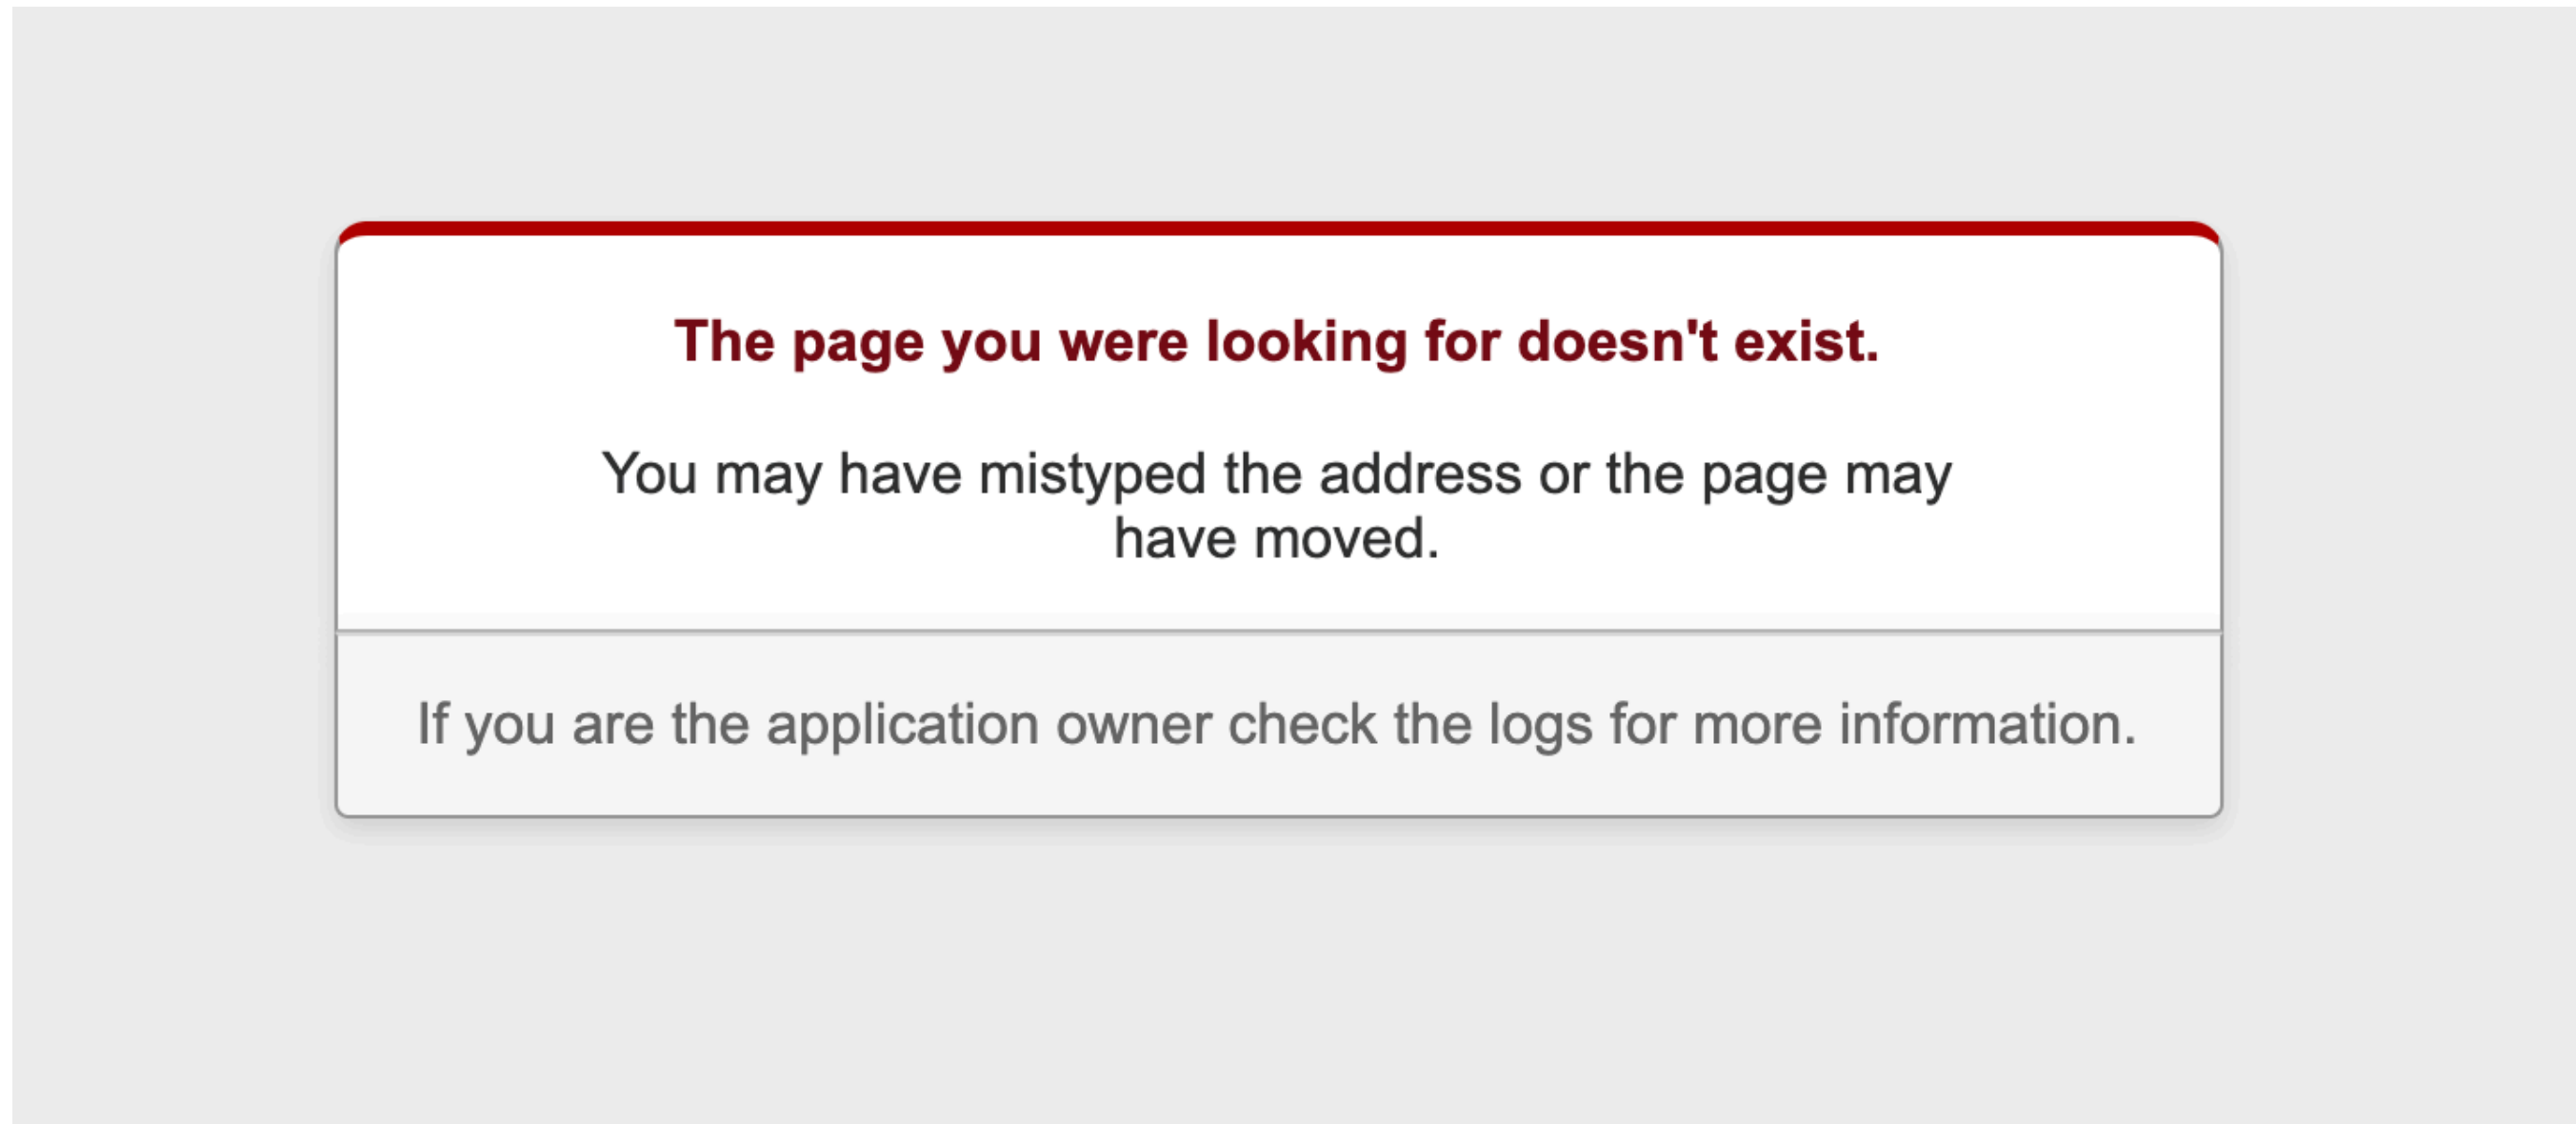 The page you were looking for doesn't exist.
You may have mistyped the address or the page may
have moved.
If you are the application owner check the logs for more information.